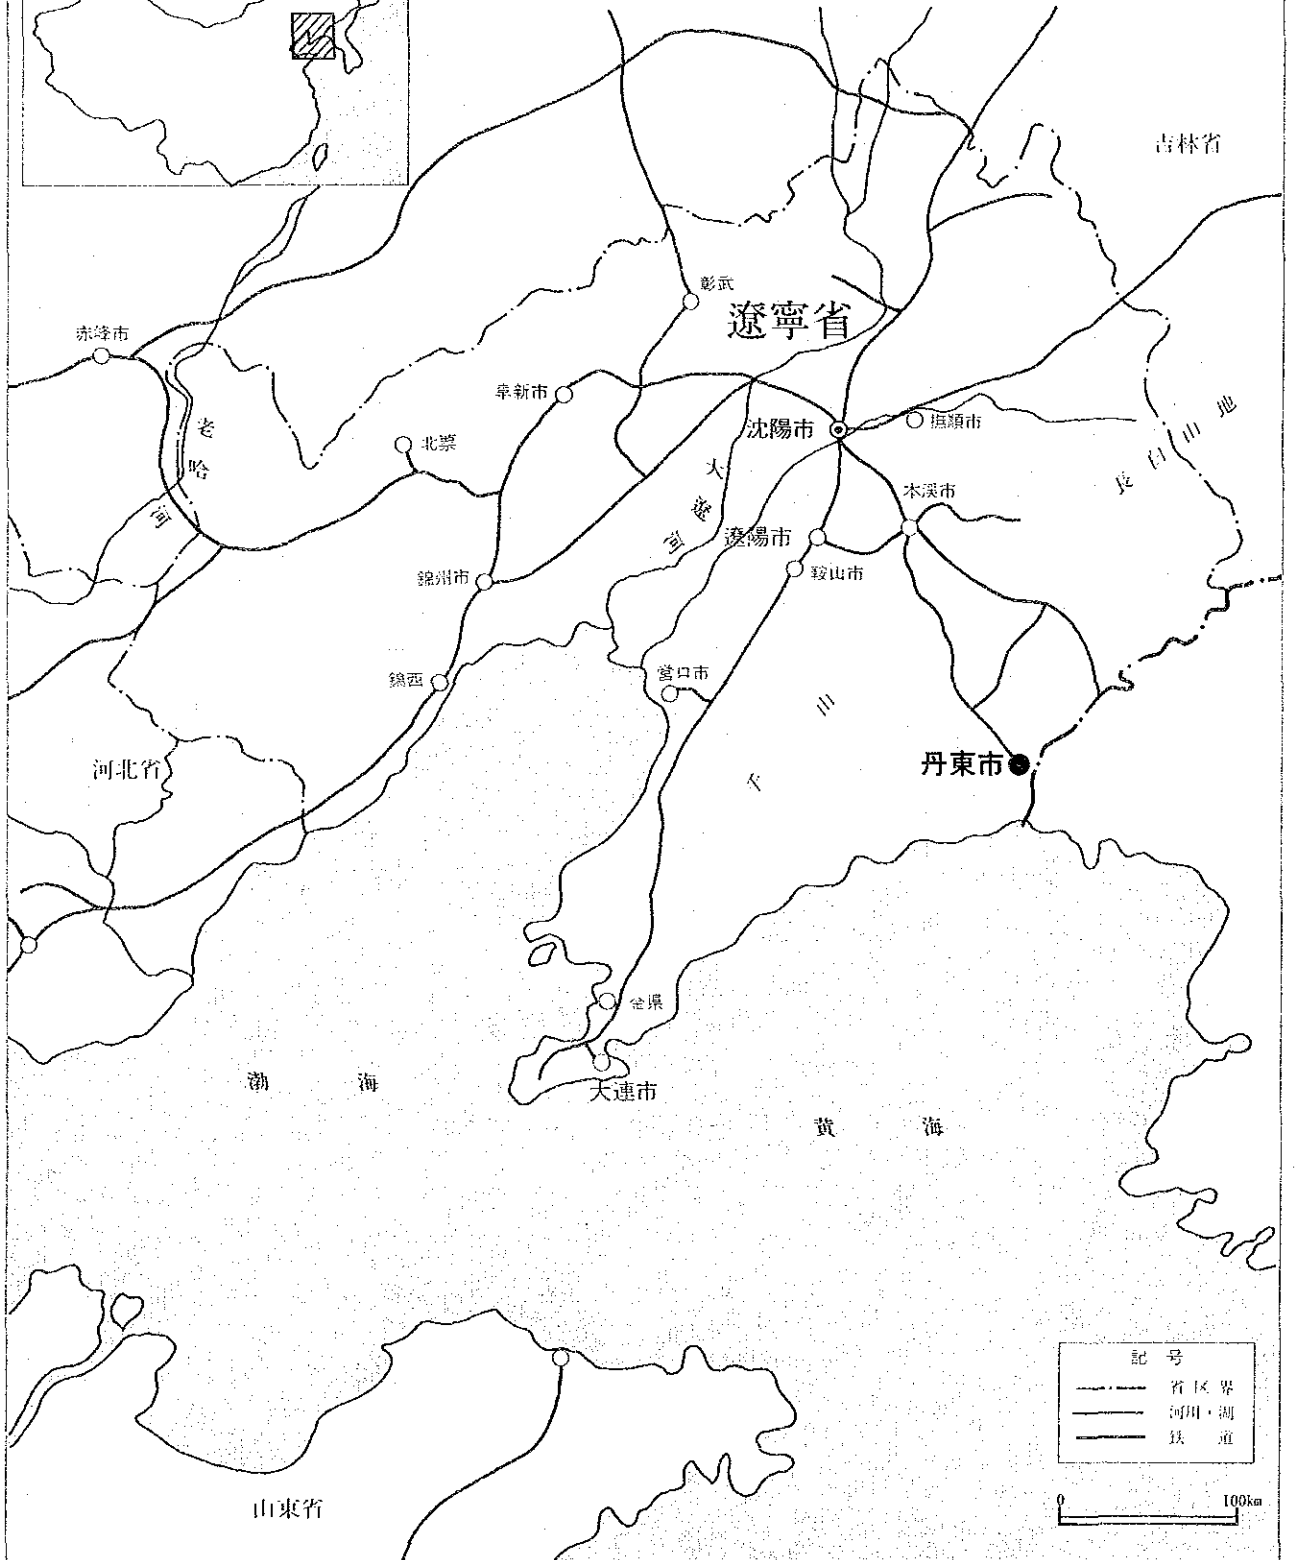 吉林省
彰武
遼寧省
赤峰市
阜新市
撫順市
沈陽市
北票
老哈河
大遼河
長白山地
本溪市
遼陽市
鞍山市
錦州市
錦西
営口市
千山
河北省
丹東市
金県
大連市
渤海
黄海
山東省
記号
省区界
河川・湖
鉄道
0 100km